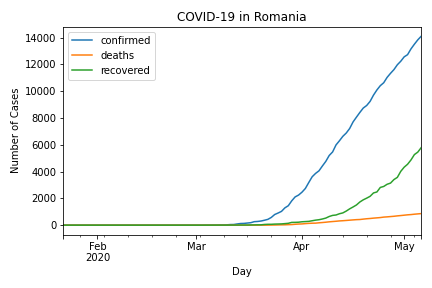 COVID-19 in Romania
confirmed
deaths
recovered
Number of Cases
14000
12000
10000
8000
6000
4000
2000
0
Feb
2020
Mar
Apr
May
Day